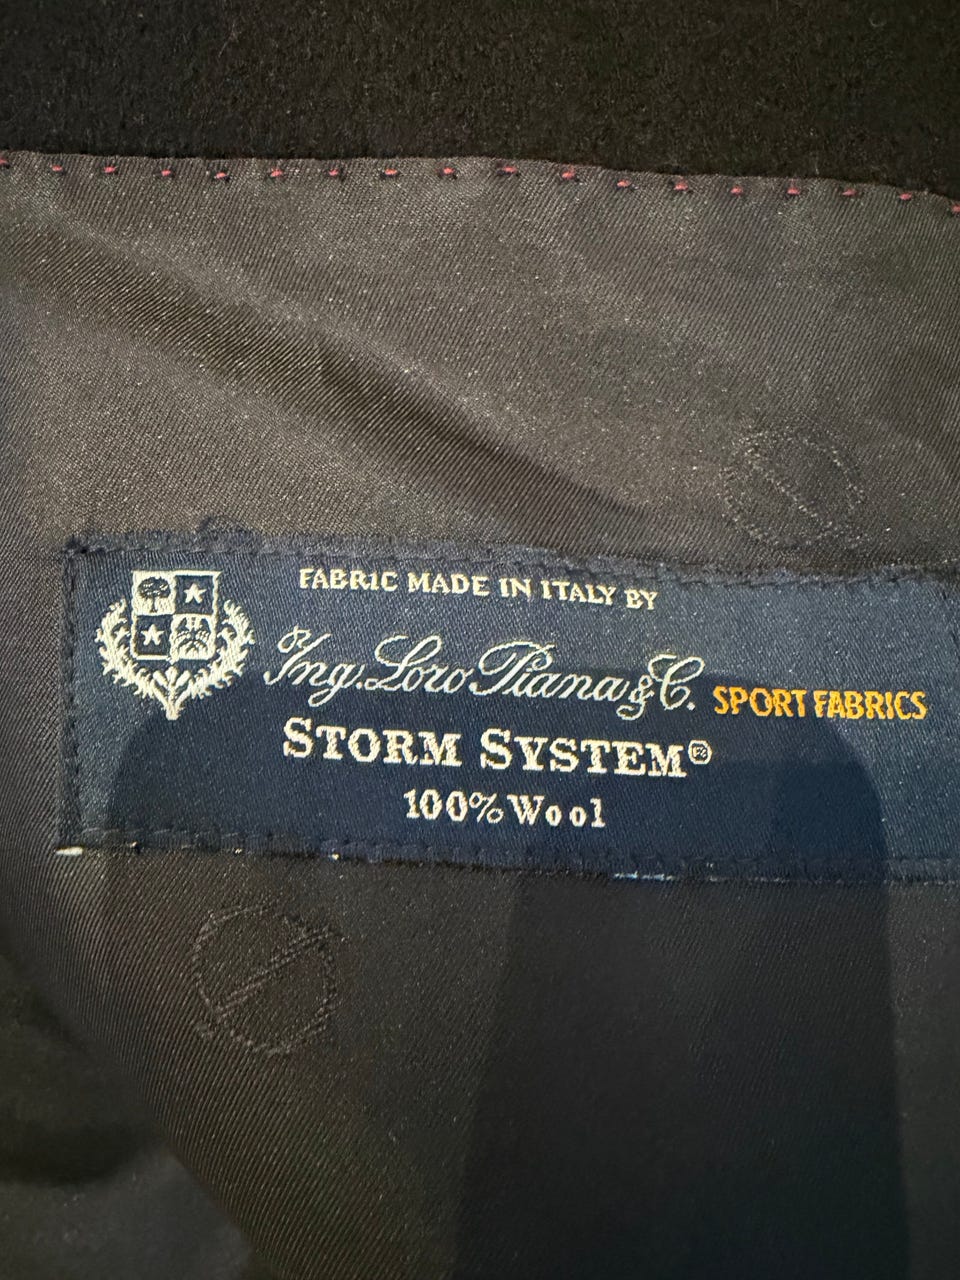 FABRIC MADE IN ITALY BY
Ing. Loro Piana & C. SPORT FABRICS
STORM SYSTEM®
100% Wool